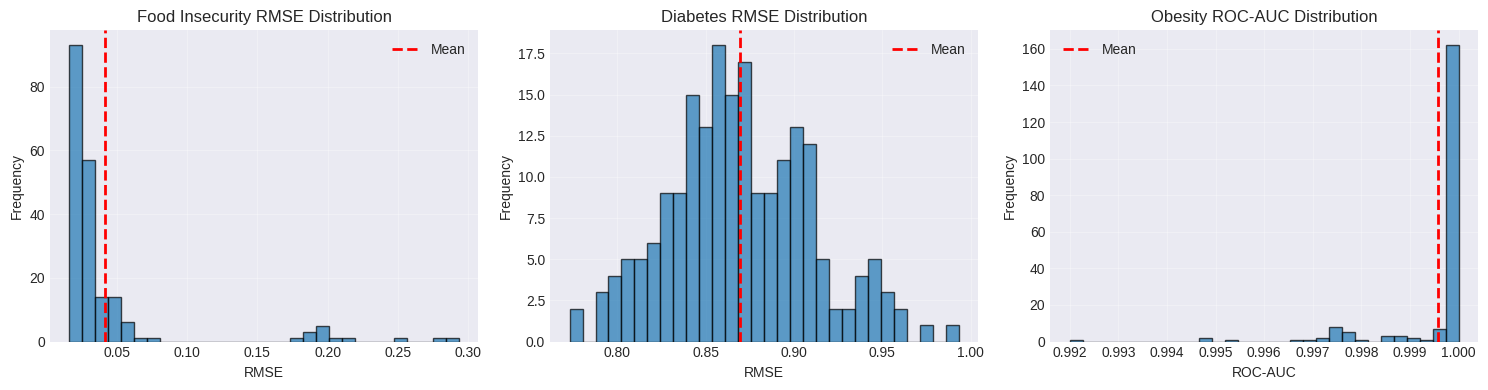 Food Insecurity RMSE Distribution
Mean
Frequency
80
60
40
20
0
0.05 0.10 0.15 0.20 0.25 0.30
RMSE
Diabetes RMSE Distribution
Mean
Frequency
17.5
15.0
12.5
10.0
7.5
5.0
2.5
0.0
0.80 0.85 0.90 0.95 1.00
RMSE
Obesity ROC-AUC Distribution
Mean
Frequency
160
140
120
100
80
60
40
20
0
0.992 0.993 0.994 0.995 0.996 0.997 0.998 0.999 1.000
ROC-AUC